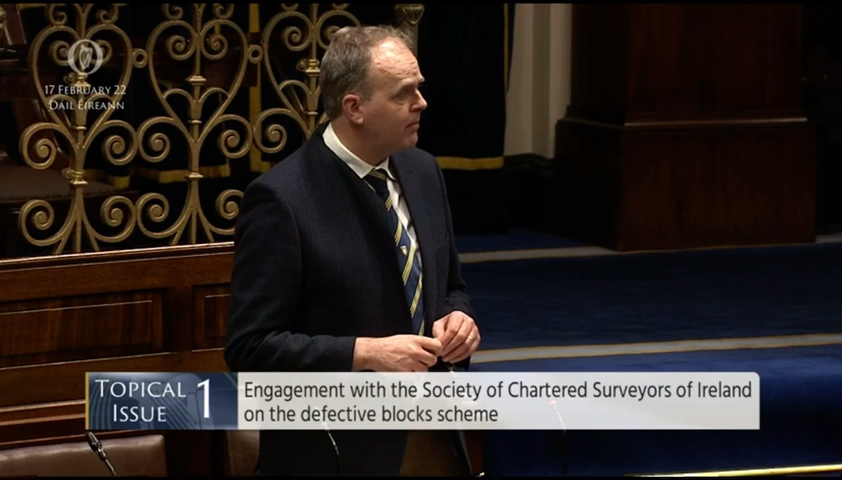 17 FEBRUARY 22
DÁIL ÉIREANN
TOPICAL ISSUE 1
Engagement with the Society of Chartered Surveyors of Ireland
on the defective blocks scheme